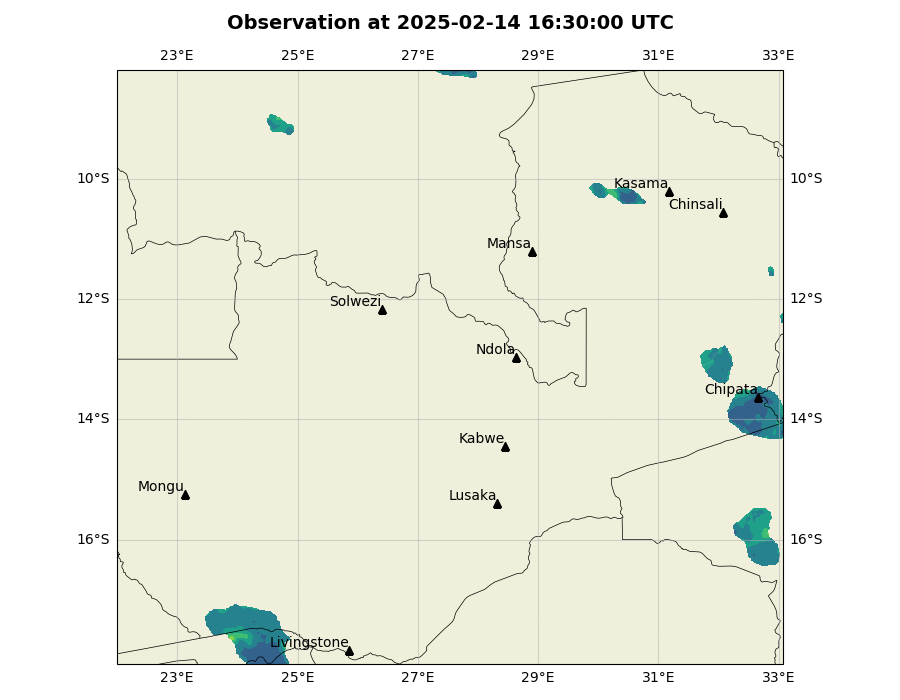 Observation at 2025-02-14 16:30:00 UTC
23°E 25°E 27°E 29°E 31°E 33°E
10°S 10°S
Kasama
Chinsali
Mansa
12°S 12°S
Solwezi
Ndola
Chipata
14°S 14°S
Kabwe
Mongu
Lusaka
16°S 16°S
Livingstone
23°E 25°E 27°E 29°E 31°E 33°E